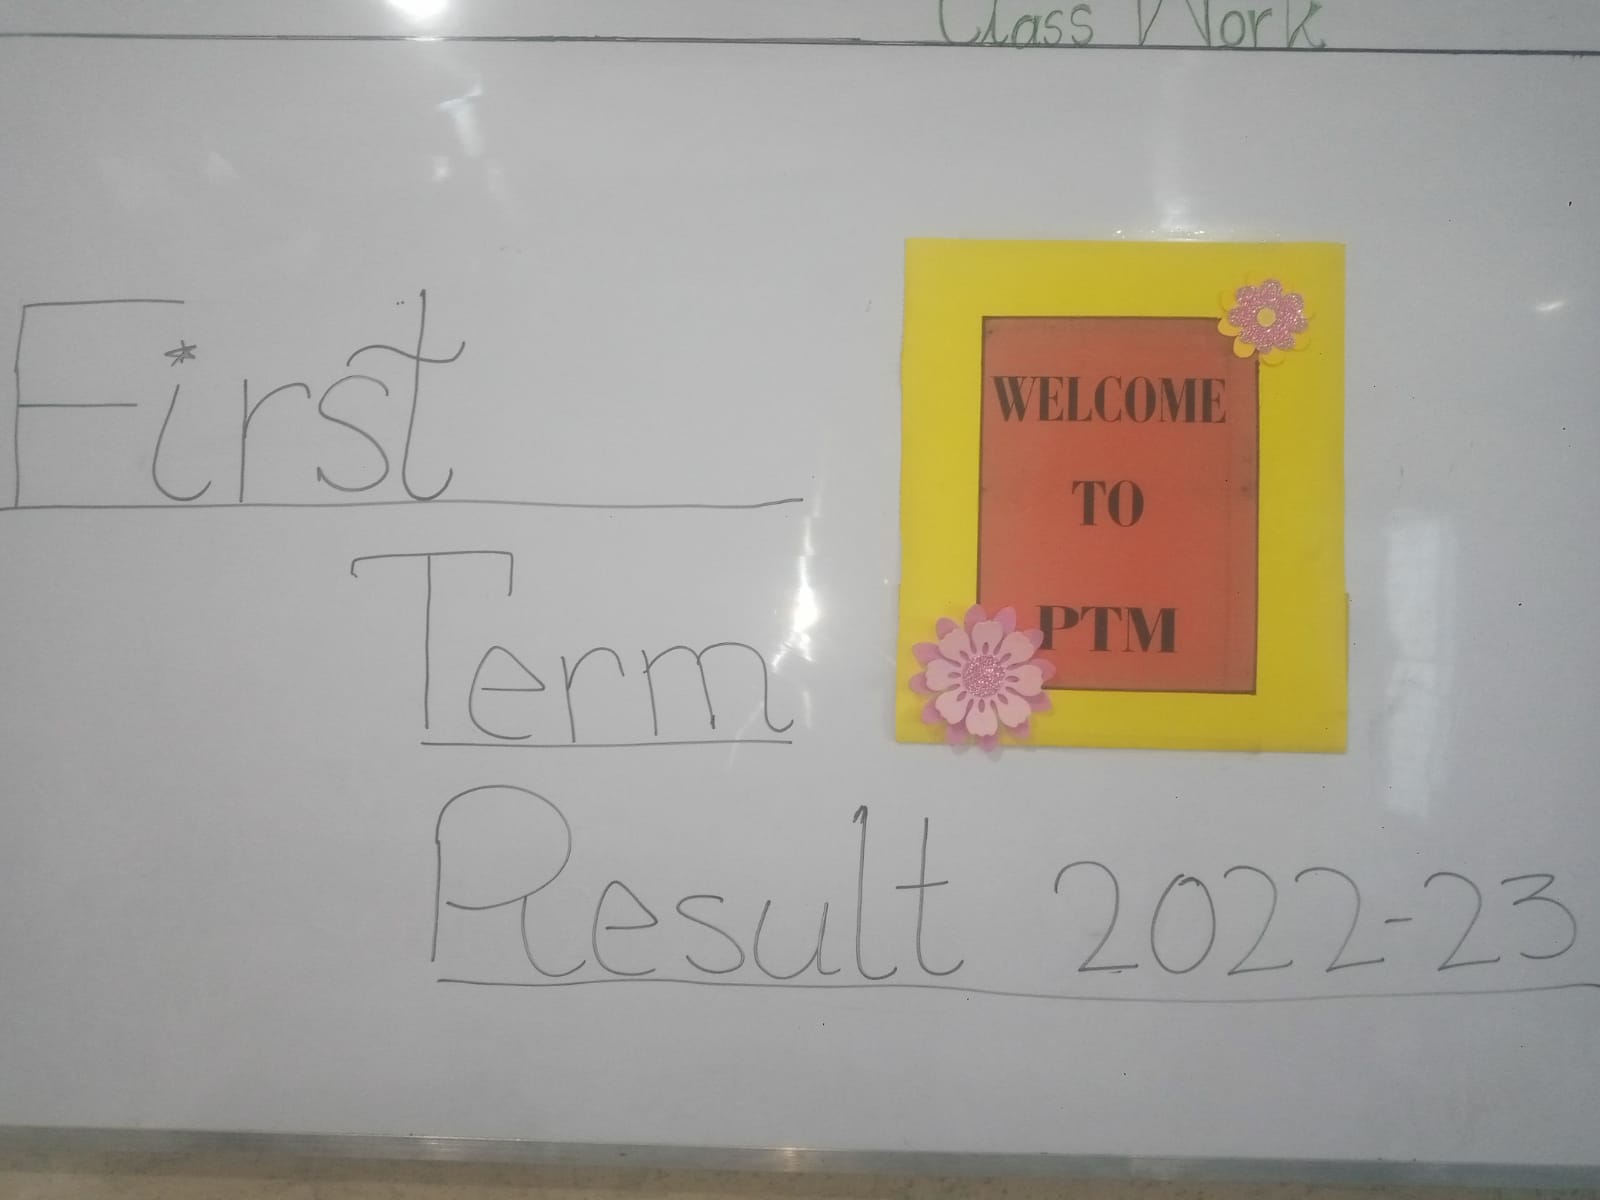 Class Work
First
Term
Result 2022-23
WELCOME
TO
PTM